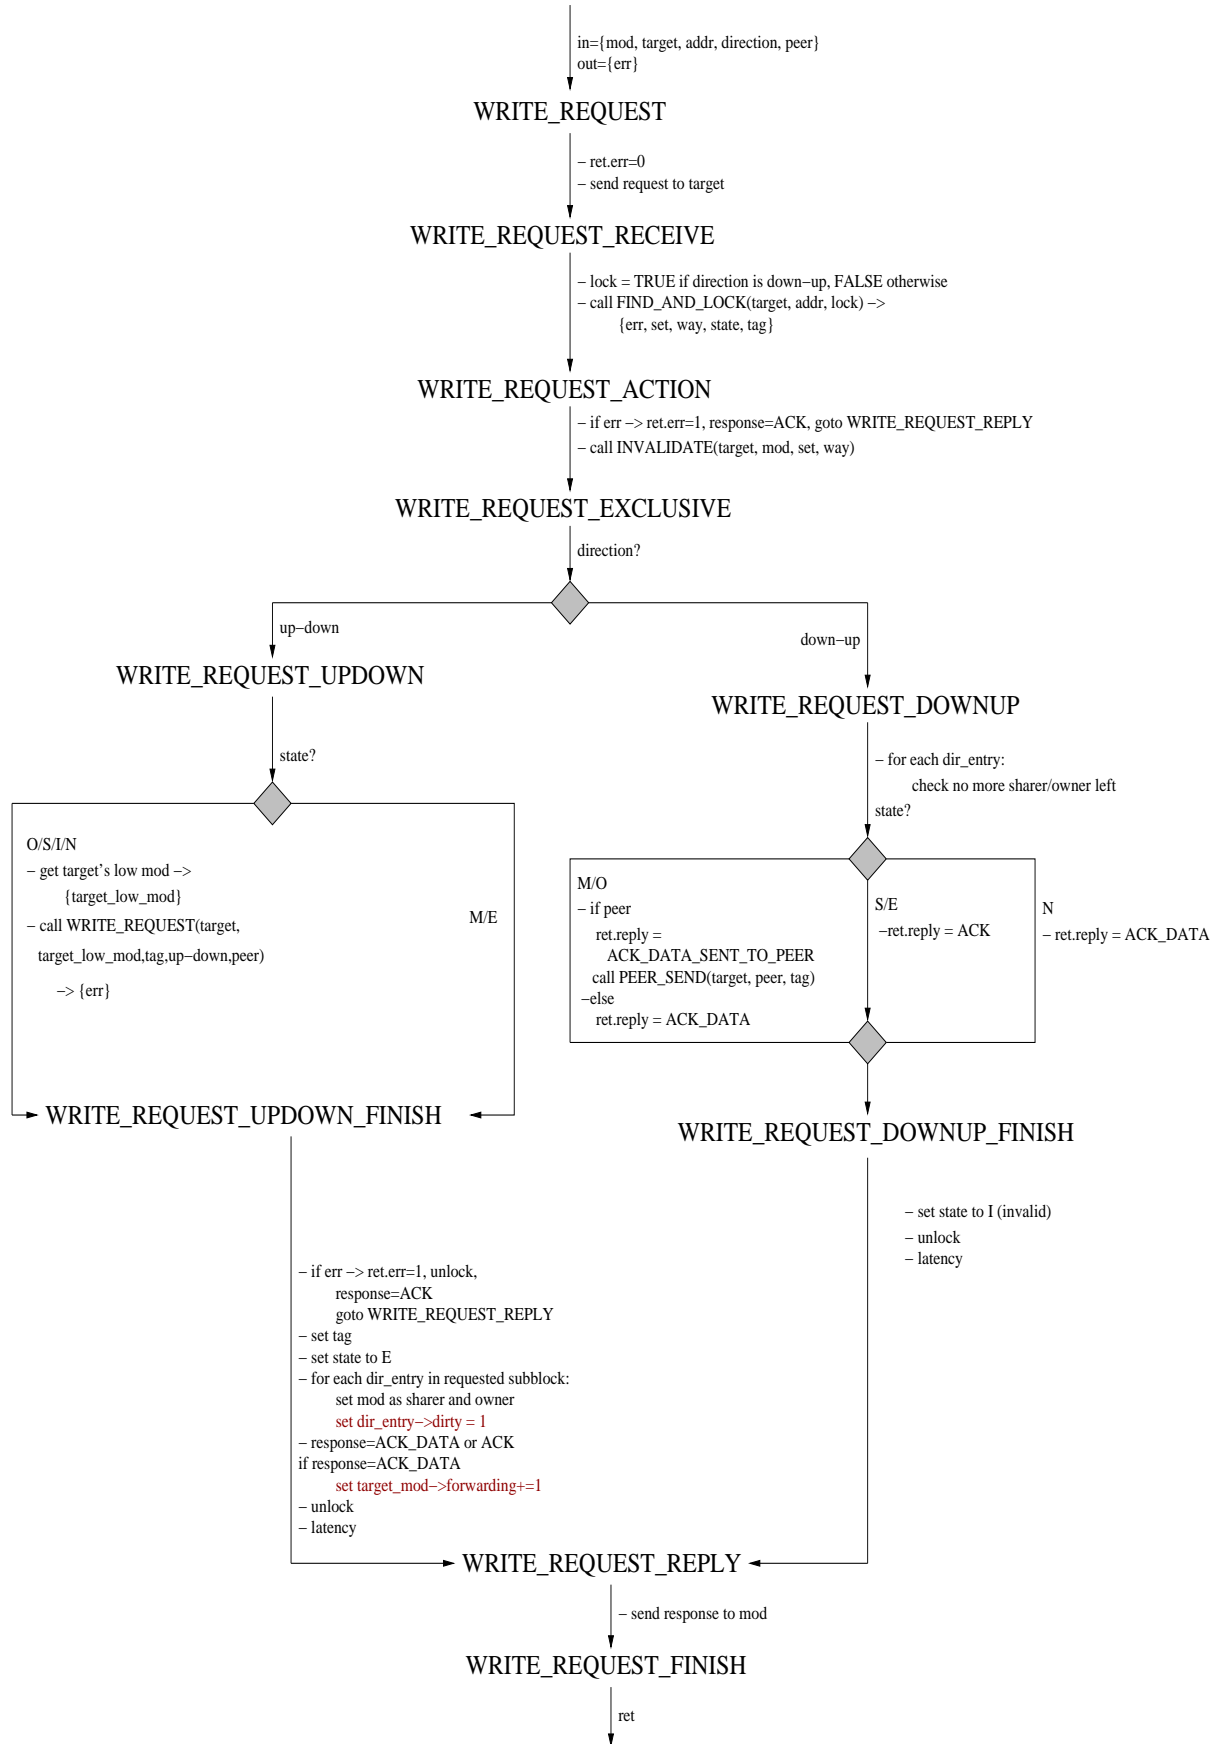 in={mod, target, addr, direction, peer}
out={err}
WRITE_REQUEST
– ret.err=0
– send request to target
WRITE_REQUEST_RECEIVE
– lock = TRUE if direction is down–up, FALSE otherwise
– call FIND_AND_LOCK(target, addr, lock) –>
{err, set, way, state, tag}
WRITE_REQUEST_ACTION
– if err –> ret.err=1, response=ACK, goto WRITE_REQUEST_REPLY
– call INVALIDATE(target, mod, set, way)
WRITE_REQUEST_EXCLUSIVE
direction?
up–down
WRITE_REQUEST_UPDOWN
state?
O/S/I/N
– get target's low mod –>
{target_low_mod}
– call WRITE_REQUEST(target,
target_low_mod,tag,up–down,peer)
–> {err}
M/E
WRITE_REQUEST_UPDOWN_FINISH
– if err –> ret.err=1, unlock,
response=ACK
goto WRITE_REQUEST_REPLY
– set tag
– set state to E
– for each dir_entry in requested subblock:
set mod as sharer and owner
set dir_entry–>dirty = 1
– response=ACK_DATA or ACK
if response=ACK_DATA
set target_mod–>forwarding+=1
– unlock
– latency
down–up
WRITE_REQUEST_DOWNUP
– for each dir_entry:
check no more sharer/owner left
state?
M/O
– if peer
ret.reply =
ACK_DATA_SENT_TO_PEER
call PEER_SEND(target, peer, tag)
–else
ret.reply = ACK_DATA
S/E
–ret.reply = ACK
N
– ret.reply = ACK_DATA
WRITE_REQUEST_DOWNUP_FINISH
– set state to I (invalid)
– unlock
– latency
WRITE_REQUEST_REPLY
– send response to mod
WRITE_REQUEST_FINISH
ret